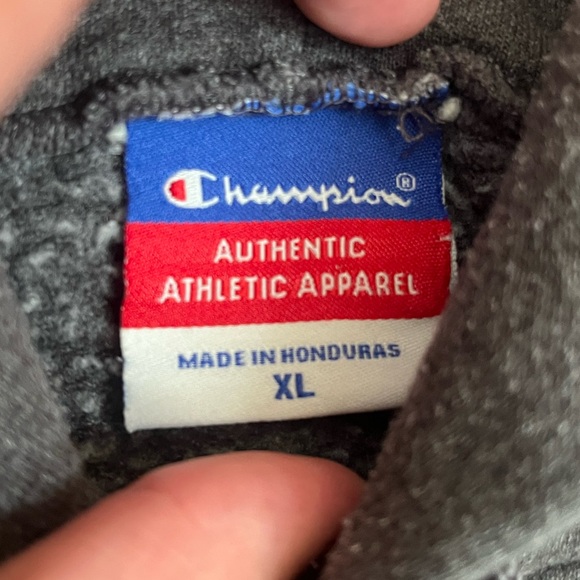 Champion®
AUTHENTIC
ATHLETIC APPAREL
MADE IN HONDURAS
XL